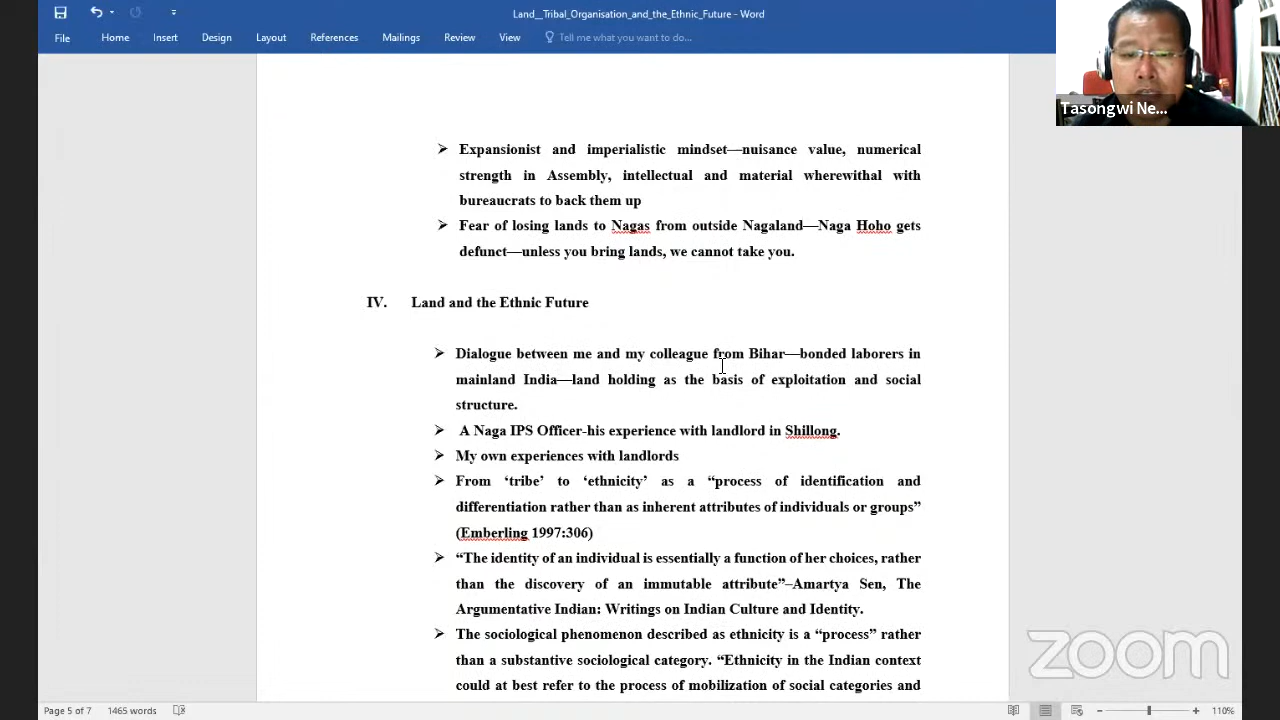 Land__Tribal_Organisation_and_the_Ethnic_Future - Word
File Home Insert Design Layout References Mailings Review View Tell me what you want to do...
Tasongwi Ne...
Expansionist and imperialistic mindset—nuisance value, numerical
strength in Assembly, intellectual and material wherewithal with
bureaucrats to back them up
Fear of losing lands to Nagas from outside Nagaland—Naga Hoho gets
defunct—unless you bring lands, we cannot take you.
IV. Land and the Ethnic Future
Dialogue between me and my colleague from Bihar—bonded laborers in
mainland India—land holding as the basis of exploitation and social
structure.
A Naga IPS Officer-his experience with landlord in Shillong.
My own experiences with landlords
From ‘tribe’ to ‘ethnicity’ as a “process of identification and
differentiation rather than as inherent attributes of individuals or groups”
(Emberling 1997:306)
“The identity of an individual is essentially a function of her choices, rather
than the discovery of an immutable attribute”–Amartya Sen, The
Argumentative Indian: Writings on Indian Culture and Identity.
The sociological phenomenon described as ethnicity is a “process” rather
than a substantive sociological category. “Ethnicity in the Indian context
could at best refer to the process of mobilization of social categories and
zoom
Page 5 of 7 1465 words 110%